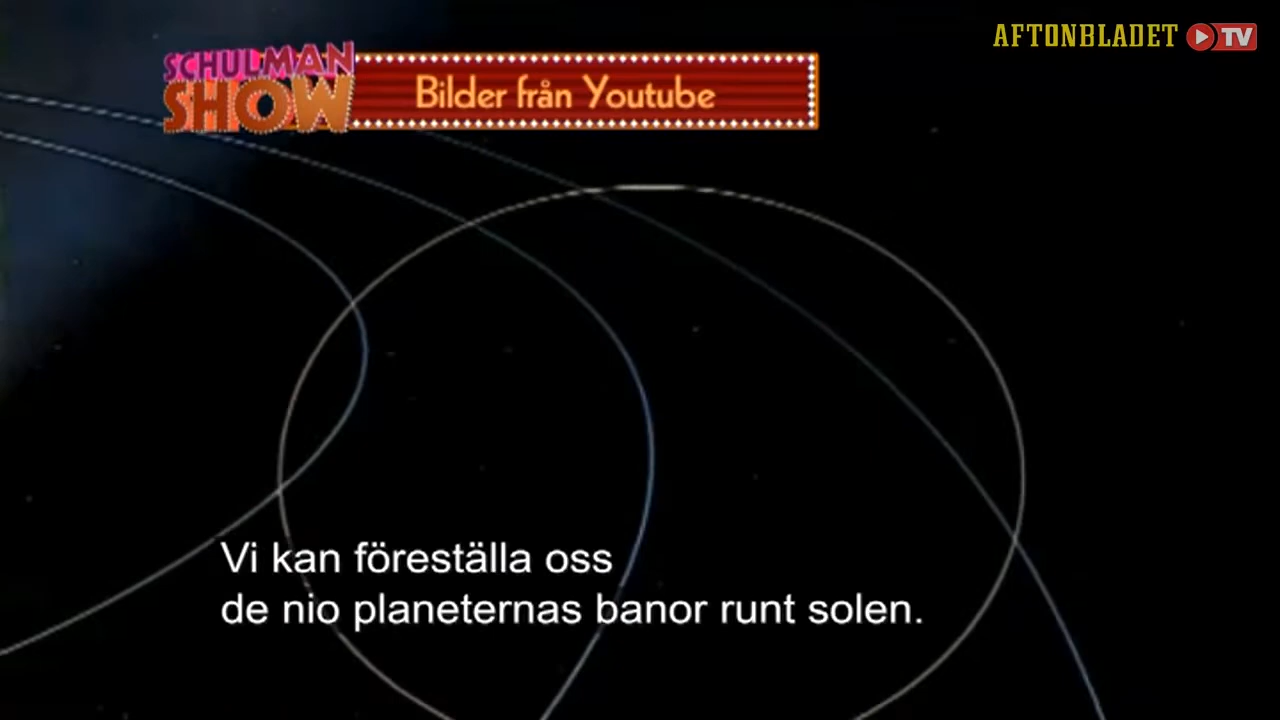 SCHULMAN
SHOW
Bilder från Youtube
AFTONBLADET TV
Vi kan föreställa oss
de nio planeternas banor runt solen.